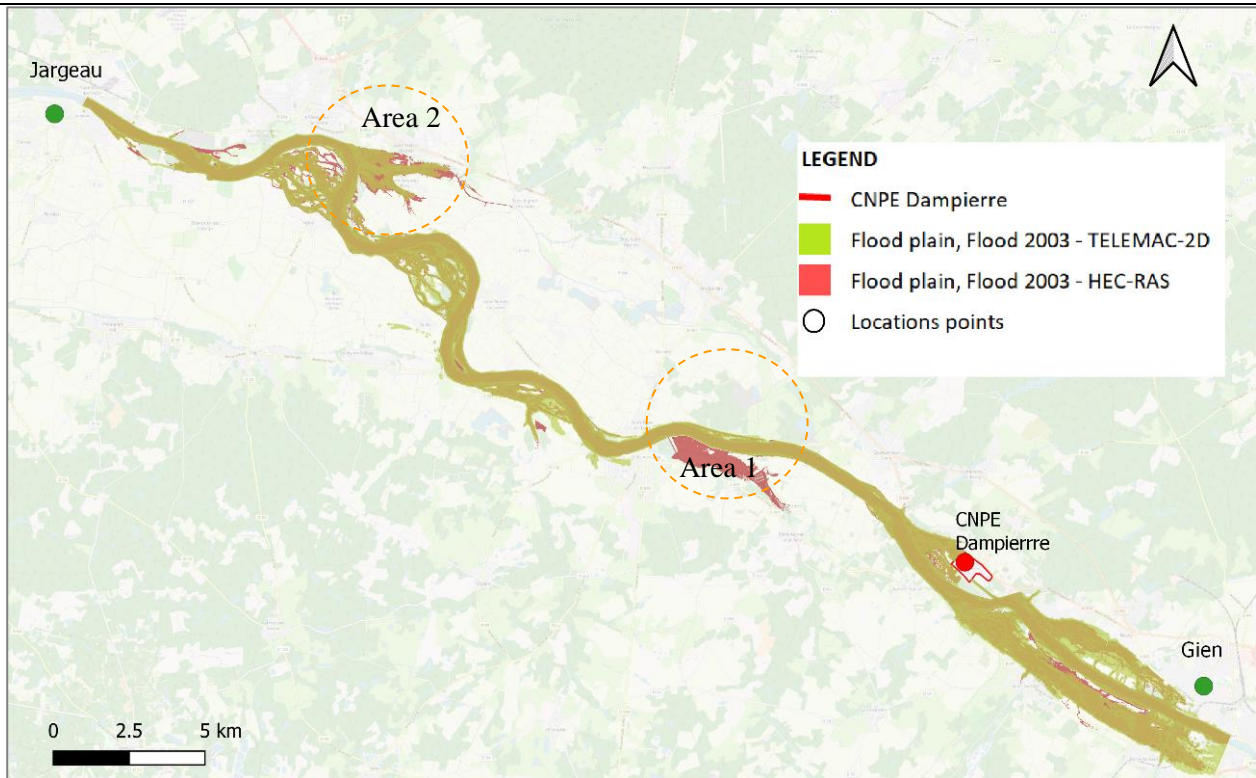 Jargeau
Area 2
LEGEND
CNPE Dampierre
Flood plain, Flood 2003 - TELEMAC-2D
Flood plain, Flood 2003 - HEC-RAS
Locations points
Area 1
CNPE
Dampierrre
Gien
0 2.5 5 km